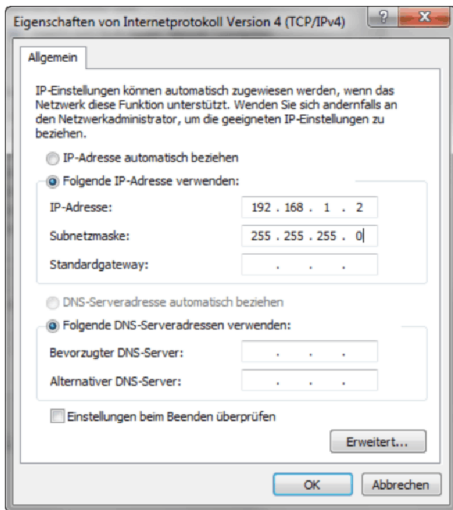 Eigenschaften von Internetprotokoll Version 4 (TCP/IPv4)
Allgemein
IP-Einstellungen können automatisch zugewiesen werden, wenn das
Netzwerk diese Funktion unterstützt. Wenden Sie sich andernfalls an
den Netzwerkadministrator, um die geeigneten IP-Einstellungen zu
beziehen.
IP-Adresse automatisch beziehen
Folgende IP-Adresse verwenden:
IP-Adresse: 192 . 168 . 1 . 2
Subnetzmaske: 255 . 255 . 255 . 0
Standardgateway: . . .
DNS-Serveradresse automatisch beziehen
Folgende DNS-Serveradressen verwenden:
Bevorzugter DNS-Server: . . .
Alternativer DNS-Server: . . .
Einstellungen beim Beenden überprüfen
Erweitert...
OK Abbrechen